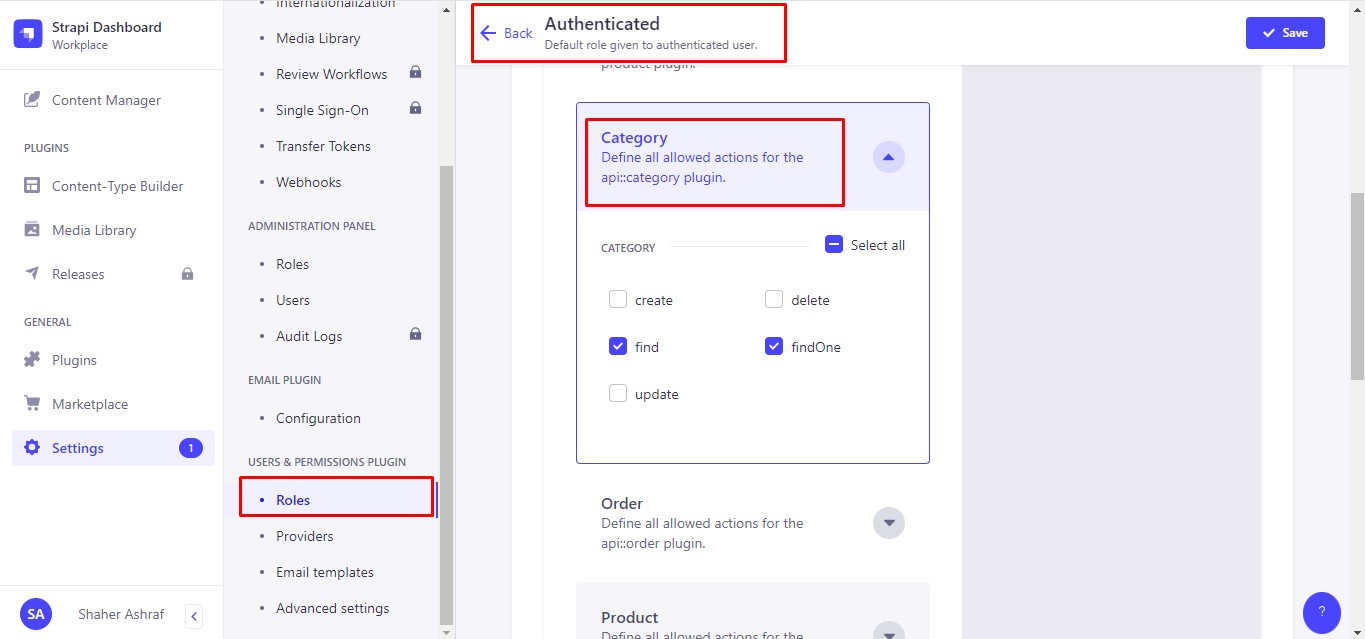 Strapi Dashboard
Workplace
Content Manager
PLUGINS
Content-Type Builder
Media Library
Releases
GENERAL
Plugins
Marketplace
Settings
1
SA
Shaher Ashraf
Internationalization
Media Library
Review Workflows
Single Sign-On
Transfer Tokens
Webhooks
ADMINISTRATION PANEL
Roles
Users
Audit Logs
EMAIL PLUGIN
Configuration
USERS & PERMISSIONS PLUGIN
Roles
Providers
Email templates
Advanced settings
Back
Authenticated
Default role given to authenticated user.
Save
product plugin.
Category
Define all allowed actions for the
api::category plugin.
CATEGORY
Select all
create
delete
find
findOne
update
Order
Define all allowed actions for the
api::order plugin.
Product
Define all allowed actions for the
?